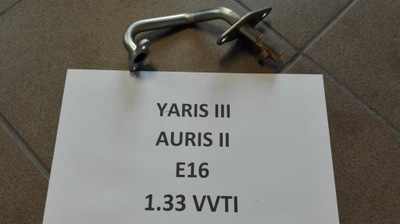 YARIS III
AURIS II
E16
1.33 VVTI